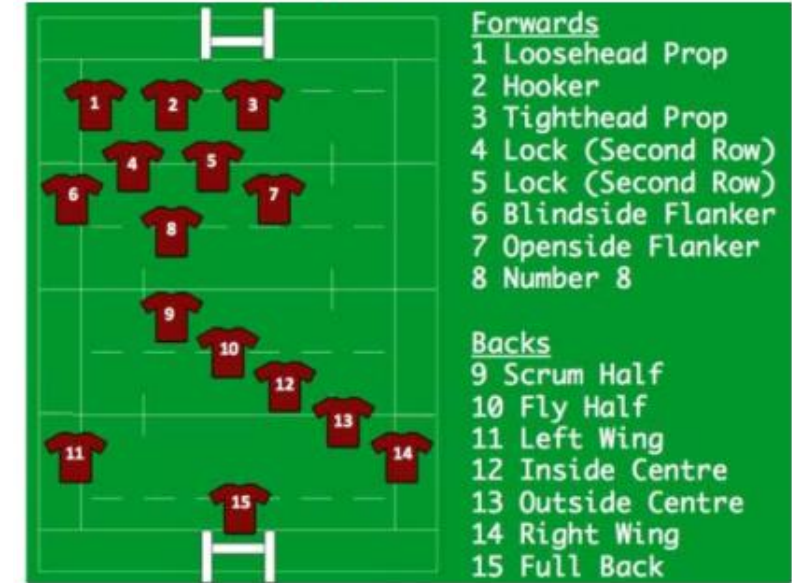 1 2 3
4 5
6 7
8
9
10
12
13
11 14
15
Forwards
1 Loosehead Prop
2 Hooker
3 Tighthead Prop
4 Lock (Second Row)
5 Lock (Second Row)
6 Blindside Flanker
7 Openside Flanker
8 Number 8
Backs
9 Scrum Half
10 Fly Half
11 Left Wing
12 Inside Centre
13 Outside Centre
14 Right Wing
15 Full Back